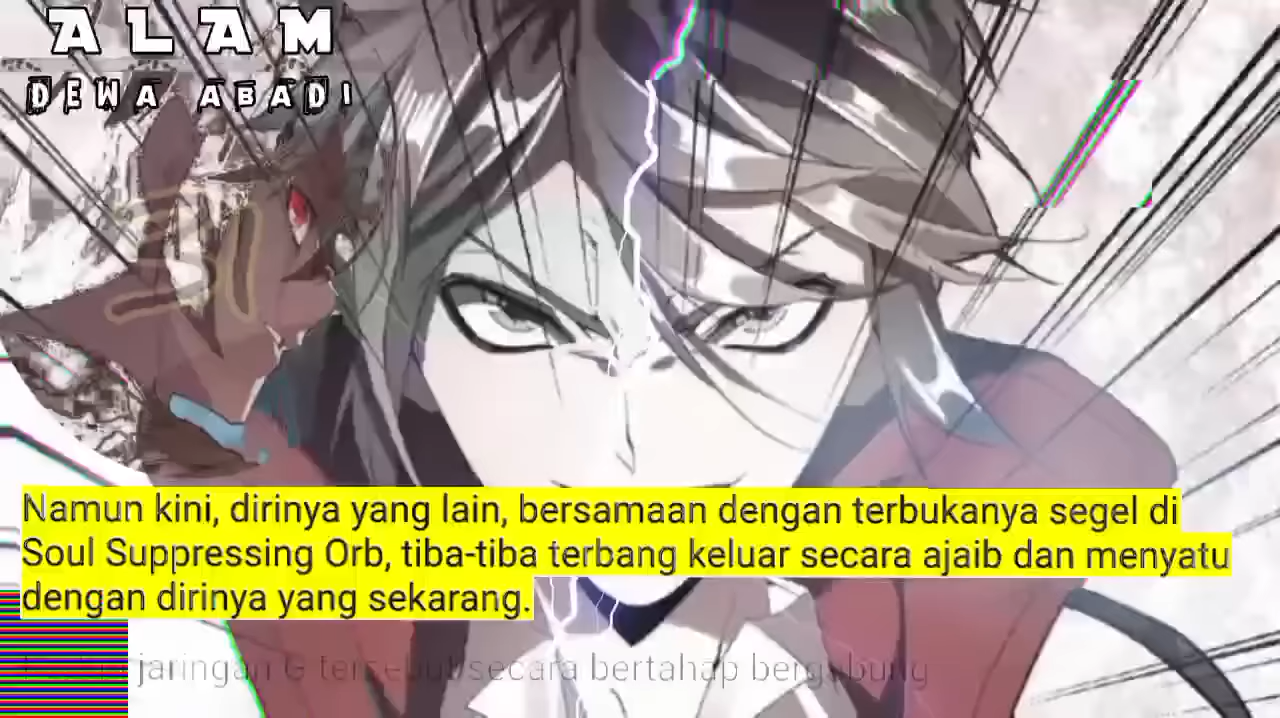 ALAM
DEWA ABADI
Namun kini, dirinya yang lain, bersamaan dengan terbukanya segel di
Soul Suppressing Orb, tiba-tiba terbang keluar secara ajaib dan menyatu
dengan dirinya yang sekarang.
jaringan secara bertahap bergabung